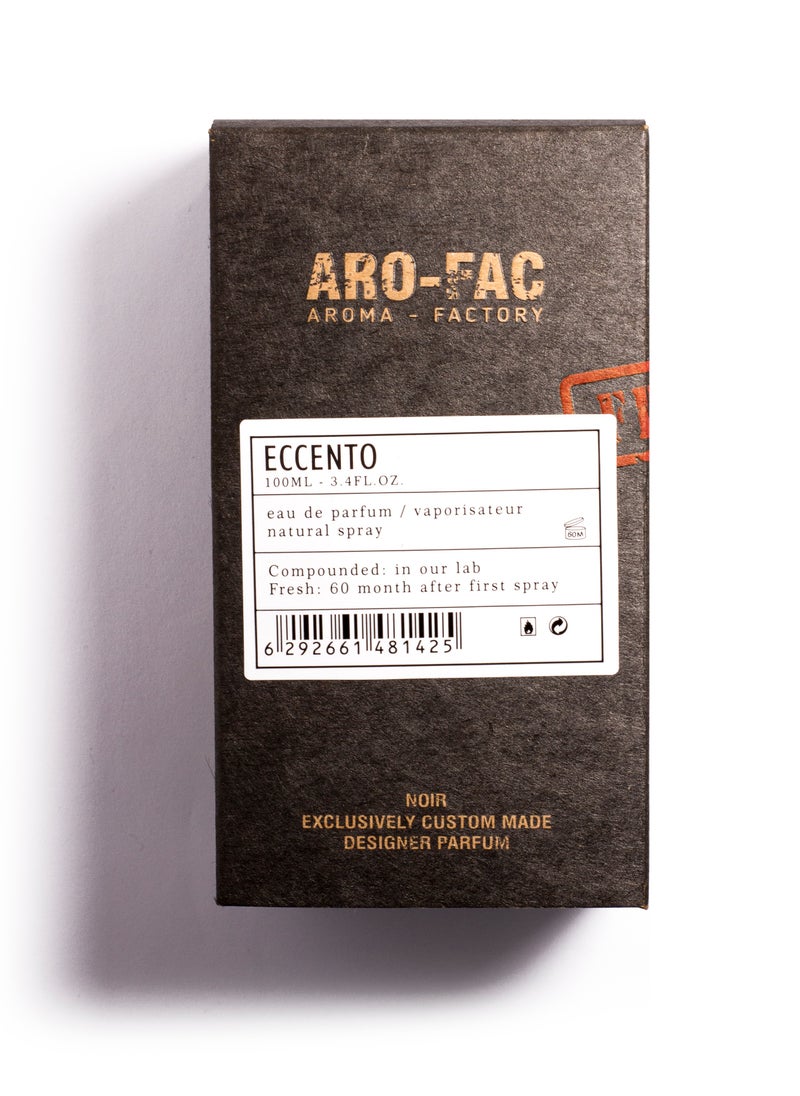 ARO-FAC
AROMA - FACTORY
ECCENTO
100ML - 3.4FL.OZ.
eau de parfum / vaporisateur
natural spray
60M
Compounded: in our lab
Fresh: 60 month after first spray
6 292661 481425
NOIR
EXCLUSIVELY CUSTOM MADE
DESIGNER PARFUM